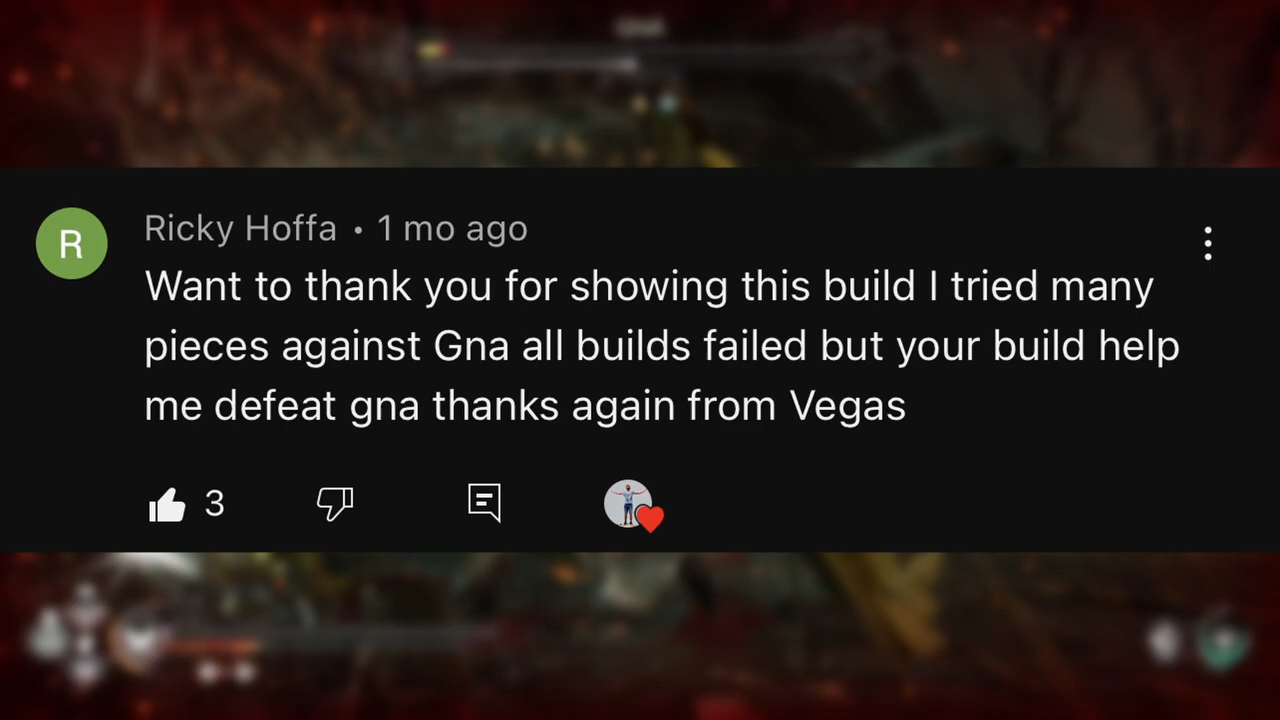 R
Ricky Hoffa • 1 mo ago
Want to thank you for showing this build I tried many
pieces against Gna all builds failed but your build help
me defeat gna thanks again from Vegas
3